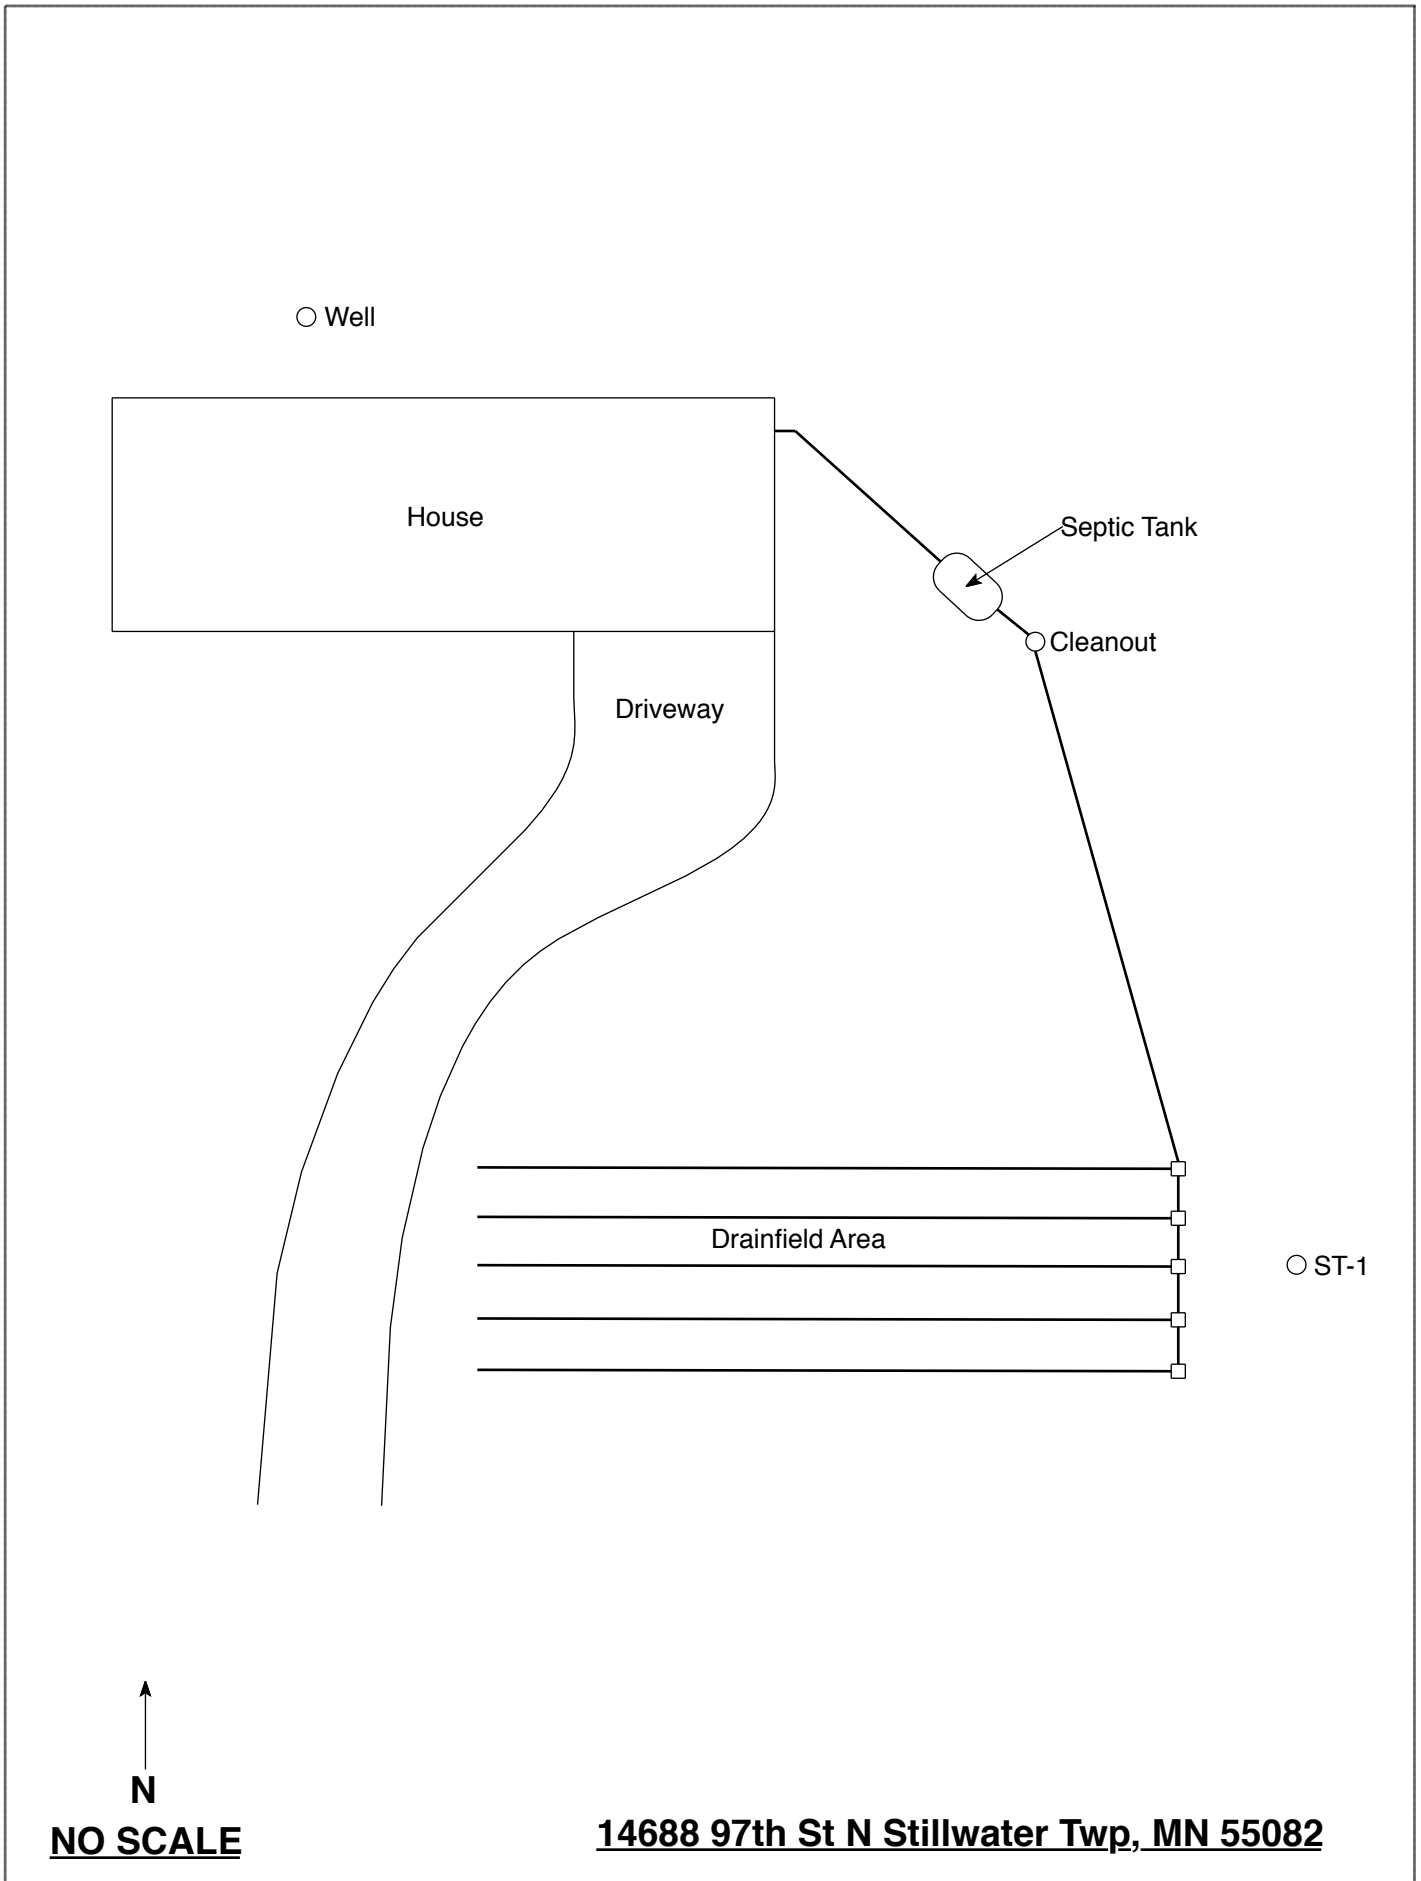 Well
House
Septic Tank
Cleanout
Driveway
Drainfield Area
ST-1
N
NO SCALE
14688 97th St N Stillwater Twp, MN 55082